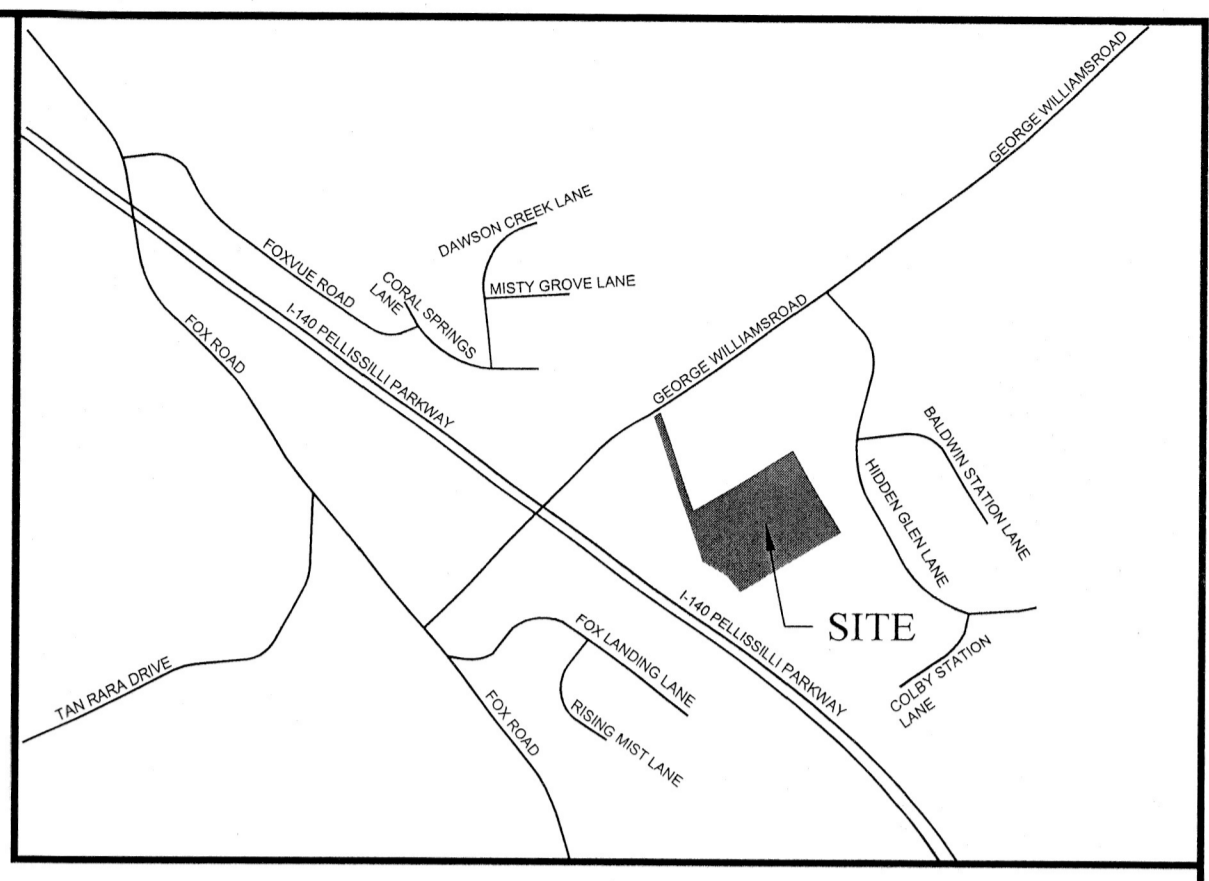 GEORGE WILLIAMSROAD
DAWSON CREEK LANE
MISTY GROVE LANE
FOXVUE ROAD
CORAL SPRINGS
LANE
I-140 PELLISSILLI PARKWAY
FOX ROAD
GEORGE WILLIAMSROAD
BALDWIN STATION LANE
HIDDEN GLEN LANE
SITE
I-140 PELLISSILLI PARKWAY
FOX LANDING LANE
RISING MIST LANE
COLBY STATION
LANE
TAN RARA DRIVE
FOX ROAD